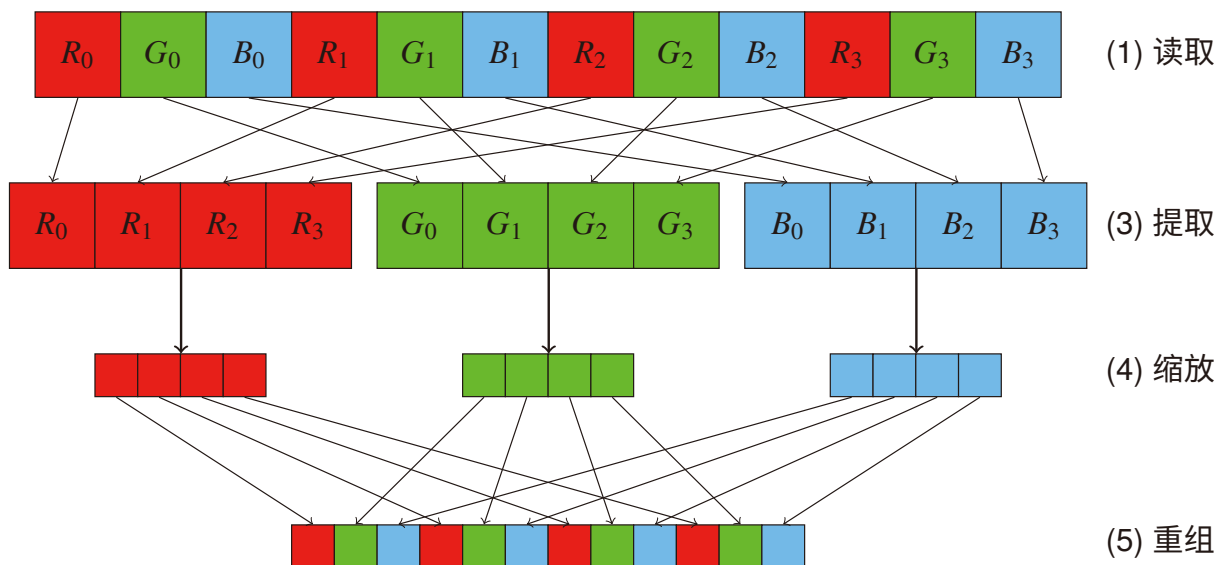 R₀ G₀ B₀ R₁ G₁ B₁ R₂ G₂ B₂ R₃ G₃ B₃ (1) 读取
R₀ R₁ R₂ R₃ G₀ G₁ G₂ G₃ B₀ B₁ B₂ B₃ (3) 提取
(4) 缩放
(5) 重组